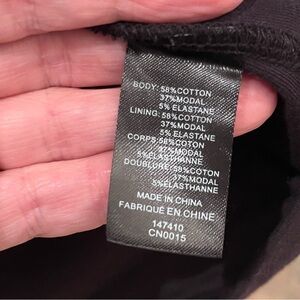 BODY: 58%COTTON
37%MODAL
5% ELASTANE
LINING: 58%COTTON
37%MODAL
5% ELASTANE
CORPS: 58%COTON
37%MODAL
5%ELASTHANNE
DOUBLURE: 58%COTON
37%MODAL
5%ELASTHANNE
MADE IN CHINA
FABRIQUÉ EN CHINE
147410
CN0015